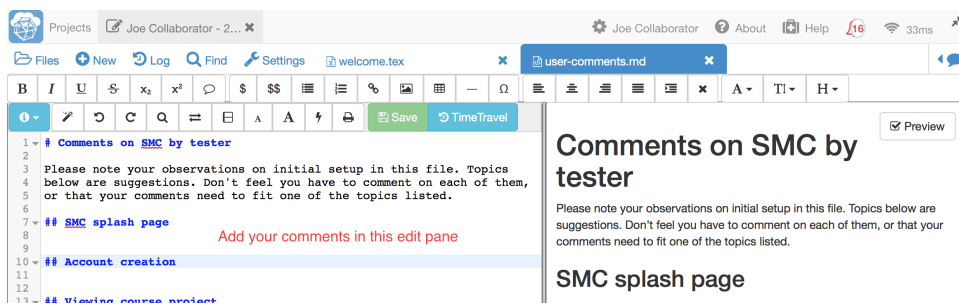 Projects Joe Collaborator - 2...
Joe Collaborator About Help 16 33ms
Files New Log Find Settings welcome.tex user-comments.md
B I U S x₂ x² $ $$ Ω A T! H
A A Save TimeTravel
Preview
1 # Comments on SMC by tester
2
3 Please note your observations on initial setup in this file. Topics
4 below are suggestions. Don't feel you have to comment on each of them,
5 or that your comments need to fit one of the topics listed.
6
7 ## SMC splash page
8
Add your comments in this edit pane
9
10 ## Account creation
11
12
13 ## Viewing course project
Comments on SMC by
tester
Please note your observations on initial setup in this file. Topics below are
suggestions. Don't feel you have to comment on each of them, or that your
comments need to fit one of the topics listed.
SMC splash page